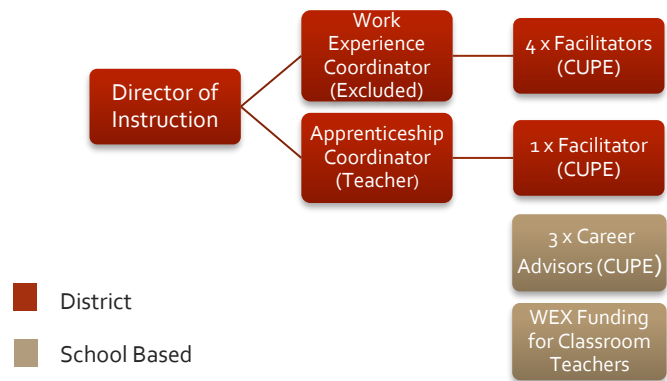 Director of
Instruction
Work
Experience
Coordinator
(Excluded)
4 x Facilitators
(CUPE)
Apprenticeship
Coordinator
(Teacher)
1 x Facilitator
(CUPE)
3 x Career
Advisors (CUPE)
WEX Funding
for Classroom
Teachers
District
School Based